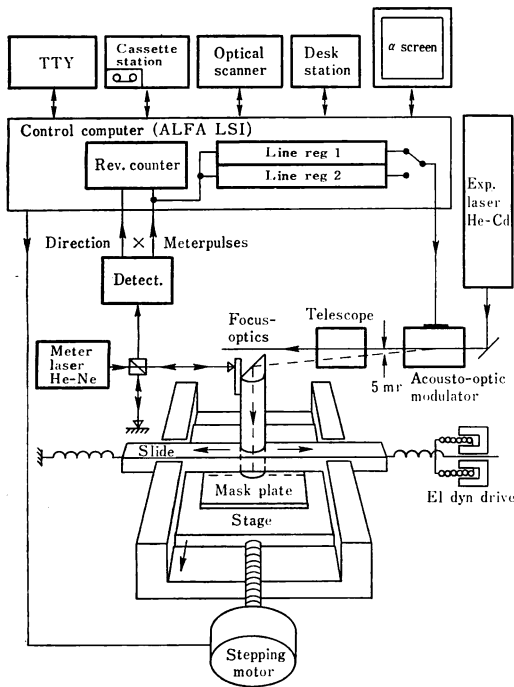 TTY
Cassette
station
Optical
scanner
Desk
station
α screen
Control computer (ALFA LSI)
Rev. counter
Line reg 1
Line reg 2
Exp.
laser
He-Cd
Direction × Meterpulses
Detect.
Telescope
Focus-
optics
Meter
laser
He-Ne
5 mr
Acousto-optic
modulator
Slide
Mask plate
El dyn drive
Stage
Stepping
motor